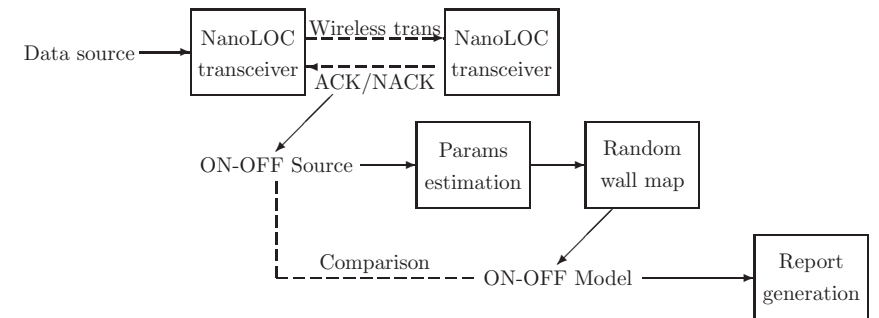 Data source
NanoLOC
transceiver
Wireless trans
ACK/NACK
NanoLOC
transceiver
ON-OFF Source
Params
estimation
Random
wall map
Comparison
ON-OFF Model
Report
generation